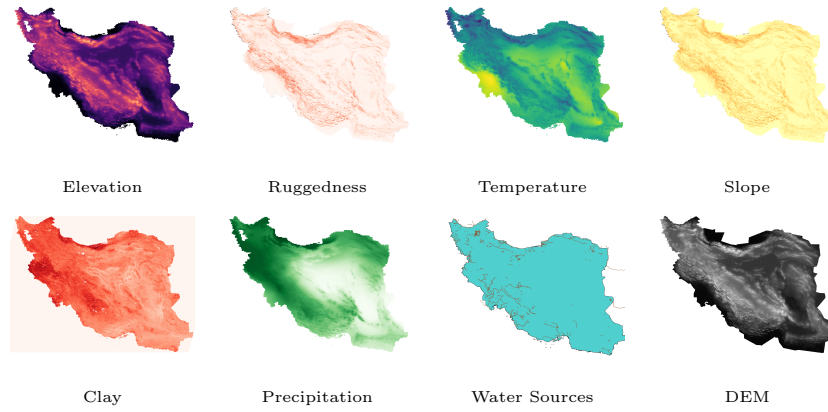 Elevation
Ruggedness
Temperature
Slope
Clay
Precipitation
Water Sources
DEM